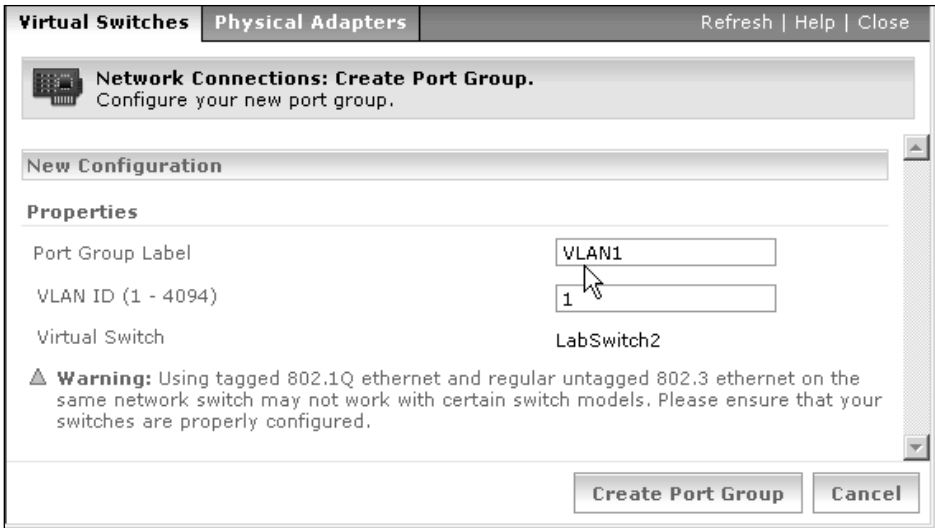 Virtual Switches Physical Adapters Refresh | Help | Close
Network Connections: Create Port Group.
Configure your new port group.
New Configuration
Properties
Port Group Label VLAN1
VLAN ID (1 - 4094) 1
Virtual Switch LabSwitch2
Warning: Using tagged 802.1Q ethernet and regular untagged 802.3 ethernet on the
same network switch may not work with certain switch models. Please ensure that your
switches are properly configured.
Create Port Group Cancel